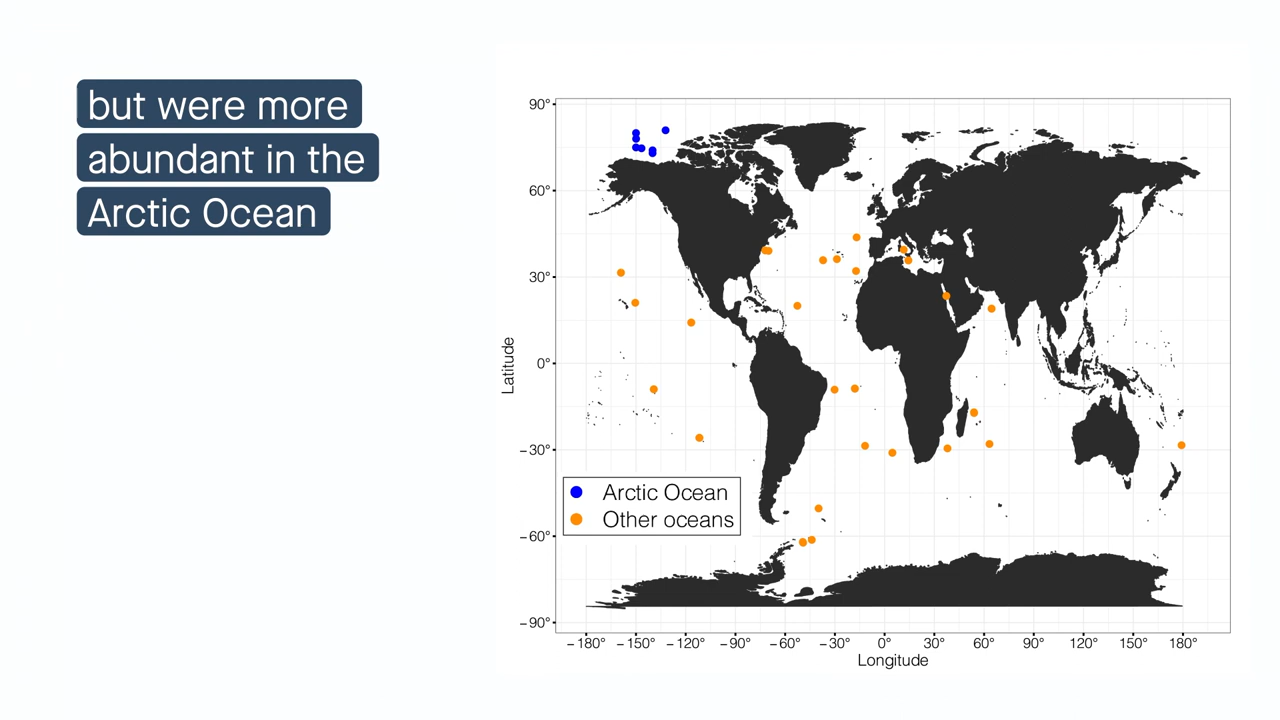 but were more
abundant in the
Arctic Ocean
90°
60°
30°
0°
−30°
−60°
−90°
Latitude
Arctic Ocean
Other oceans
−180° −150° −120° −90° −60° −30° 0° 30° 60° 90° 120° 150° 180°
Longitude